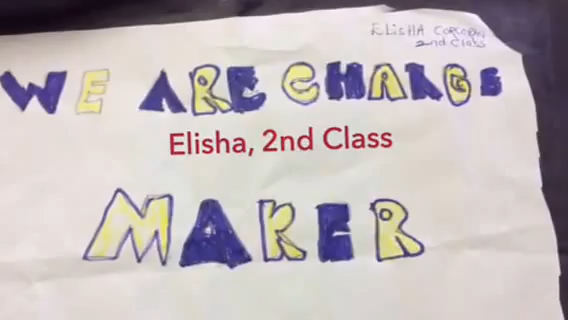 ELISHA CORCORAN
2nd Class
WE ARE CHANGE
Elisha, 2nd Class
MAKER